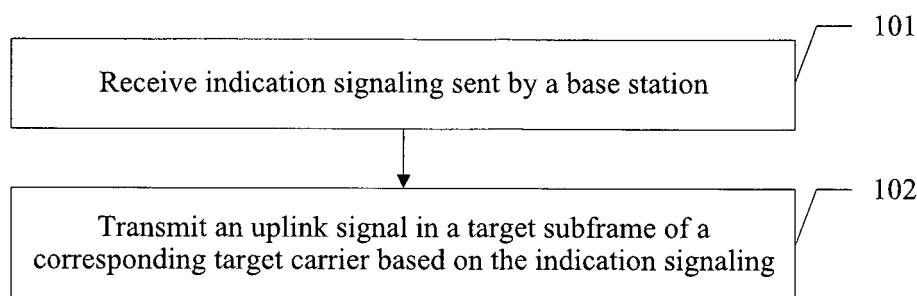 101
Receive indication signaling sent by a base station
102
Transmit an uplink signal in a target subframe of a
corresponding target carrier based on the indication signaling